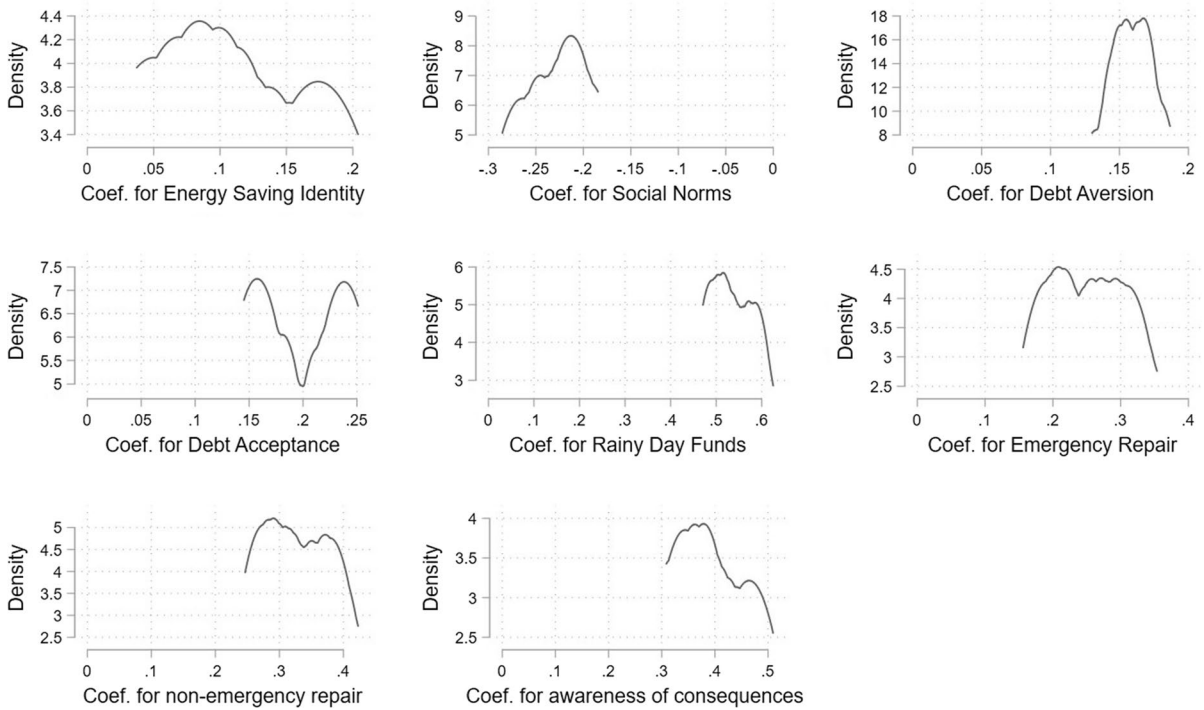 4.4
4.2
4
3.8
3.6
3.4
Density
0 .05 .1 .15 .2
Coef. for Energy Saving Identity
9
8
7
6
5
Density
-.3 -.25 -.2 -.15 -.1 -.05 0
Coef. for Social Norms
18
16
14
12
10
8
Density
0 .05 .1 .15 .2
Coef. for Debt Aversion
7.5
7
6.5
6
5.5
5
Density
0 .05 .1 .15 .2 .25
Coef. for Debt Acceptance
6
5
4
3
Density
0 .1 .2 .3 .4 .5 .6
Coef. for Rainy Day Funds
4.5
4
3.5
3
2.5
Density
0 .1 .2 .3 .4
Coef. for Emergency Repair
5
4.5
4
3.5
3
2.5
Density
0 .1 .2 .3 .4
Coef. for non-emergency repair
4
3.5
3
2.5
Density
0 .1 .2 .3 .4 .5
Coef. for awareness of consequences